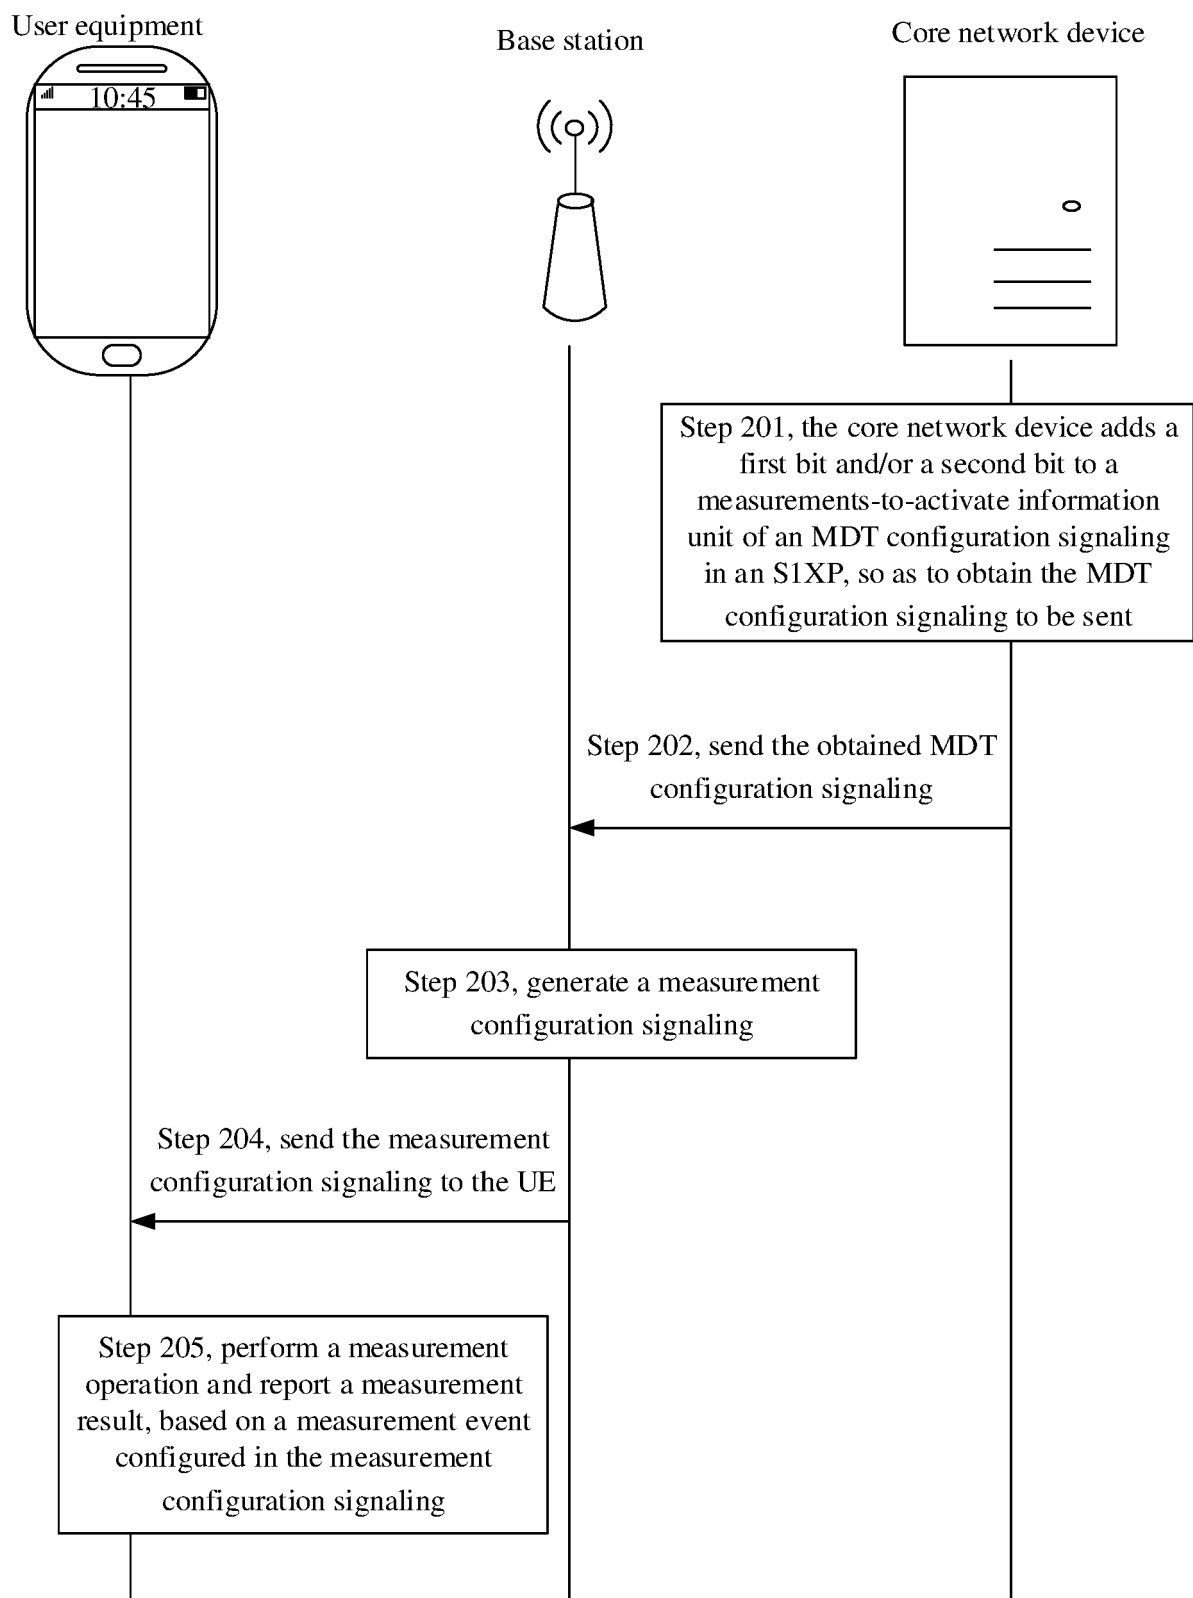 User equipment
Base station
Core network device
10:45
Step 201, the core network device adds a
first bit and/or a second bit to a
measurements-to-activate information
unit of an MDT configuration signaling
in an S1XP, so as to obtain the MDT
configuration signaling to be sent
Step 202, send the obtained MDT
configuration signaling
Step 203, generate a measurement
configuration signaling
Step 204, send the measurement
configuration signaling to the UE
Step 205, perform a measurement
operation and report a measurement
result, based on a measurement event
configured in the measurement
configuration signaling